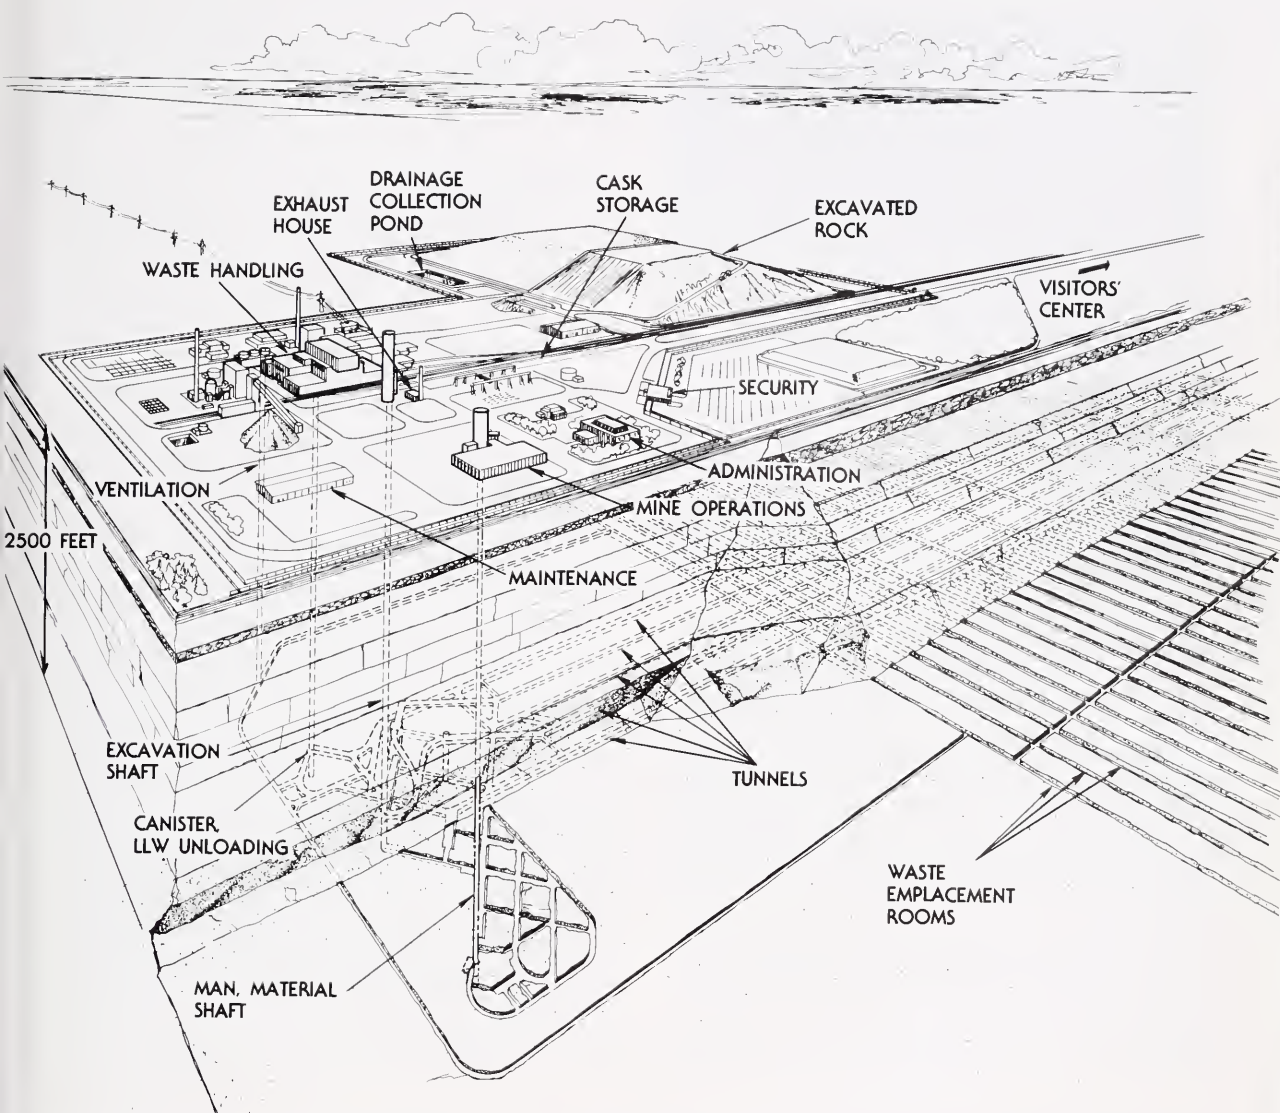 DRAINAGE
COLLECTION
POND
CASK
STORAGE
EXHAUST
HOUSE
EXCAVATED
ROCK
WASTE HANDLING
VISITORS'
CENTER
SECURITY
ADMINISTRATION
VENTILATION
MINE OPERATIONS
2500 FEET
MAINTENANCE
EXCAVATION
SHAFT
TUNNELS
CANISTER,
LLW UNLOADING
WASTE
EMPLACEMENT
ROOMS
MAN, MATERIAL
SHAFT